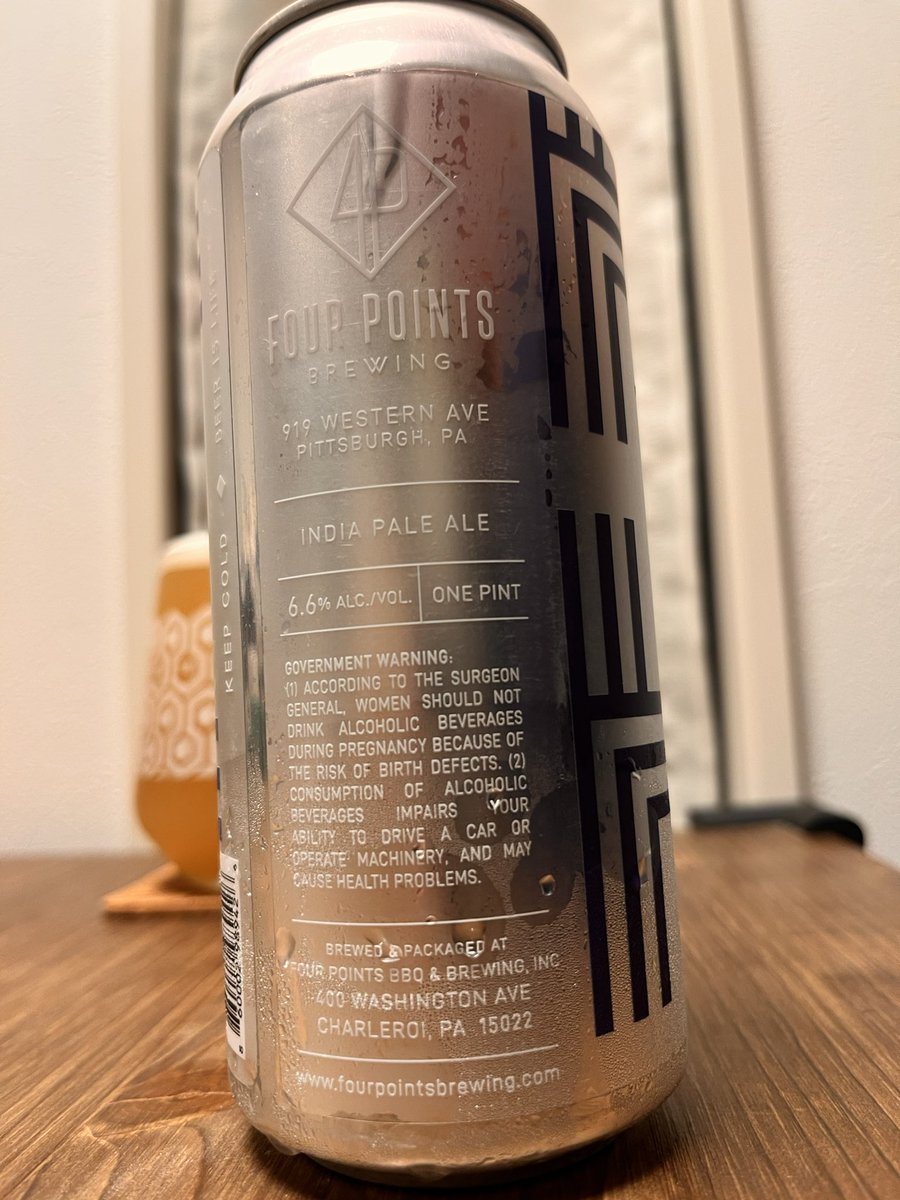 4P
FOUR POINTS
BREWING
919 WESTERN AVE
PITTSBURGH, PA
INDIA PALE ALE
6.6% ALC./VOL. ONE PINT
GOVERNMENT WARNING:
(1) ACCORDING TO THE SURGEON
GENERAL, WOMEN SHOULD NOT
DRINK ALCOHOLIC BEVERAGES
DURING PREGNANCY BECAUSE OF
THE RISK OF BIRTH DEFECTS. (2)
CONSUMPTION OF ALCOHOLIC
BEVERAGES IMPAIRS YOUR
ABILITY TO DRIVE A CAR OR
OPERATE MACHINERY, AND MAY
CAUSE HEALTH PROBLEMS.
BREWED & PACKAGED AT
FOUR POINTS BBQ & BREWING, INC
400 WASHINGTON AVE
CHARLEROI, PA 15022
www.fourpointsbrewing.com
KEEP COLD BEER IS